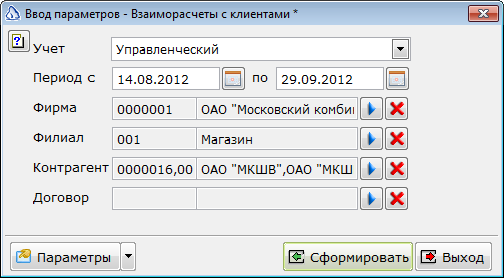 Ввод параметров - Взаиморасчеты с клиентами *
Учет Управленческий
Период с 14.08.2012 по 29.09.2012
Фирма 0000001 ОАО "Московский комби
Филиал 001 Магазин
Контрагент 0000016,00 ОАО "МКШВ",ОАО "МКШ
Договор
Параметры Сформировать Выход